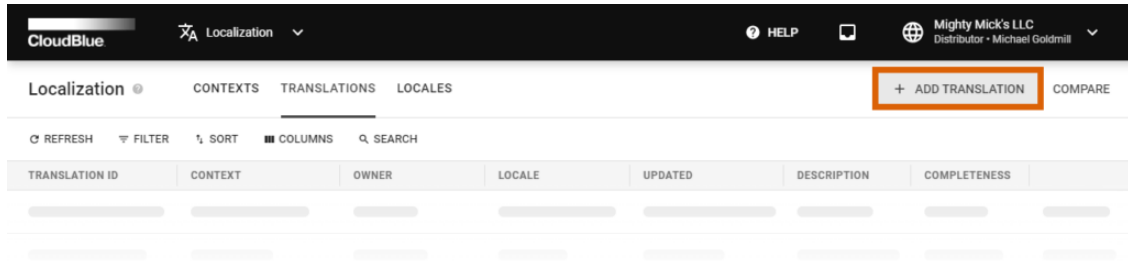 CloudBlue Localization HELP Mighty Mick's LLC
Distributor • Michael Goldmill
Localization CONTEXTS TRANSLATIONS LOCALES + ADD TRANSLATION COMPARE
REFRESH FILTER SORT COLUMNS SEARCH
TRANSLATION ID CONTEXT OWNER LOCALE UPDATED DESCRIPTION COMPLETENESS